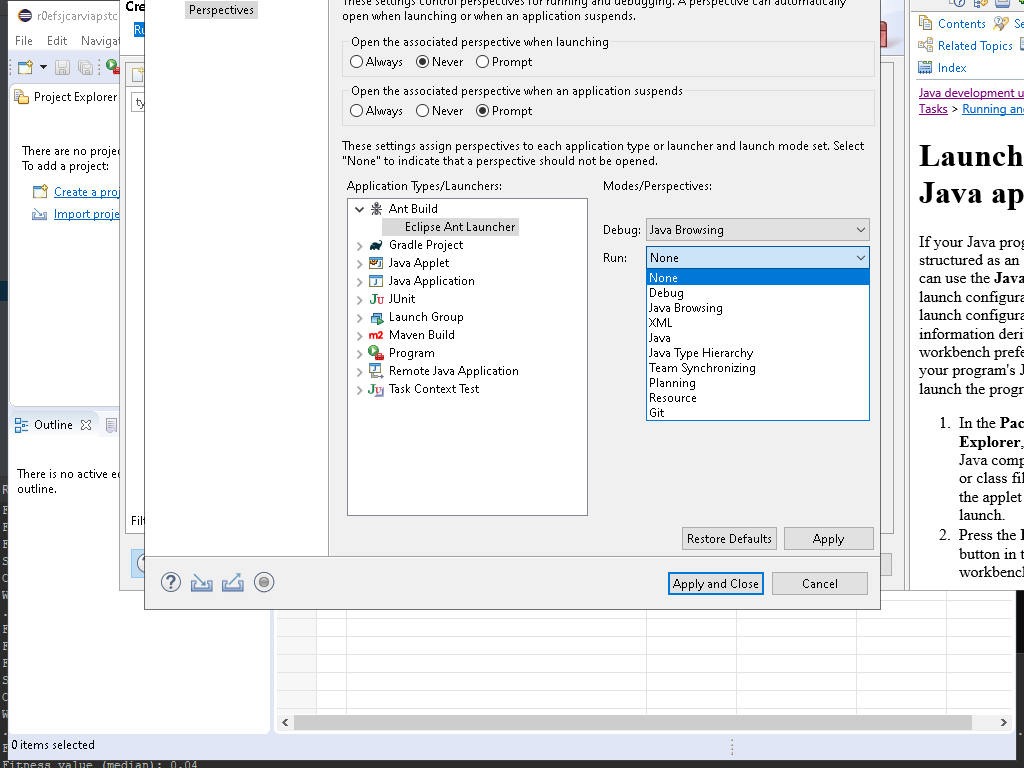 r0efsjcarviapstc
File Edit Navigat
Project Explorer
There are no projec
To add a project:
Create a proj
Import proje
Outline
There is no active ed
outline.
0 items selected
Fitness value (median): 0.04
Cre
Ru
ty
Filt
Perspectives
These settings control perspectives for running and debugging. A perspective can automatically
open when launching or when an application suspends.
Open the associated perspective when launching
Always Never Prompt
Open the associated perspective when an application suspends
Always Never Prompt
These settings assign perspectives to each application type or launcher and launch mode set. Select
"None" to indicate that a perspective should not be opened.
Application Types/Launchers:
Ant Build
Eclipse Ant Launcher
Gradle Project
Java Applet
Java Application
JUnit
Launch Group
Maven Build
Program
Remote Java Application
Task Context Test
Modes/Perspectives:
Debug: Java Browsing
Run: None
None
Debug
Java Browsing
XML
Java
Java Type Hierarchy
Team Synchronizing
Planning
Resource
Git
Restore Defaults Apply
Apply and Close Cancel
Contents Se
Related Topics
Index
Java development u
Tasks > Running and
Launch
Java ap
If your Java prog
structured as an
can use the Java
launch configura
launch configura
information deri
workbench prefe
your program's J
launch the progr
1. In the Pac
Explorer,
Java comp
or class fil
the applet
launch.
2. Press the
button in t
workbencl